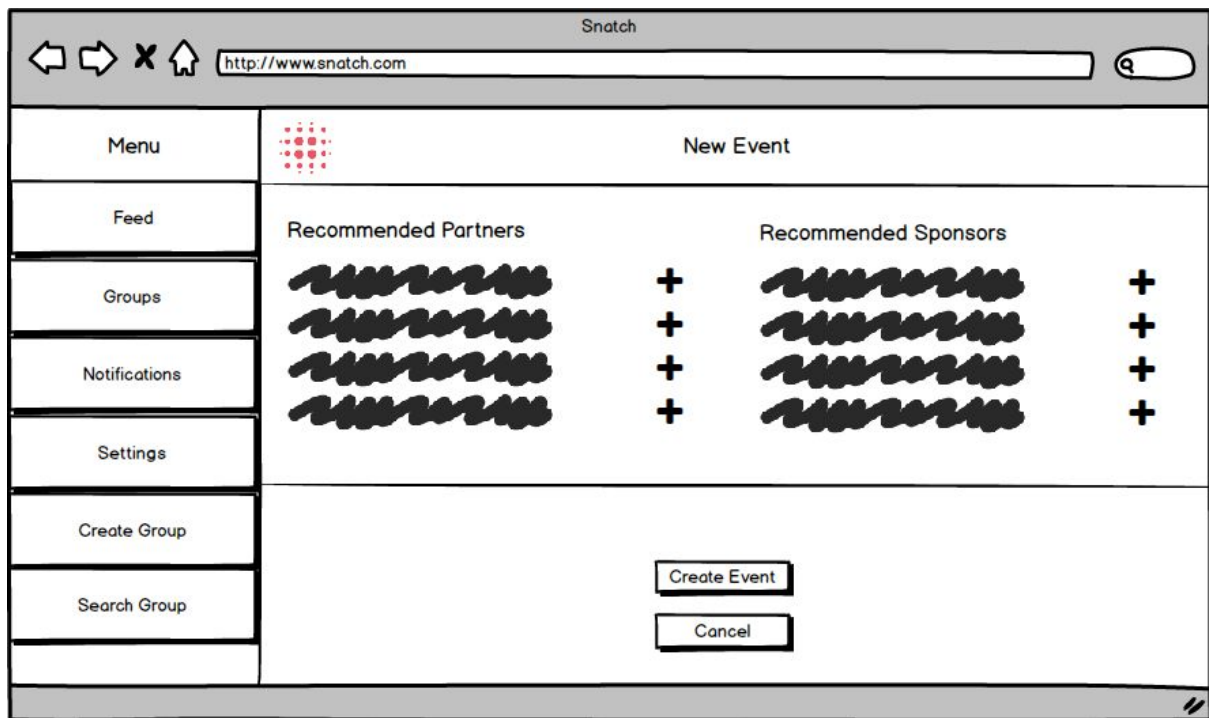 Snatch
http://www.snatch.com
Menu
New Event
Feed
Groups
Notifications
Settings
Create Group
Search Group
Recommended Partners
Recommended Sponsors
Create Event
Cancel